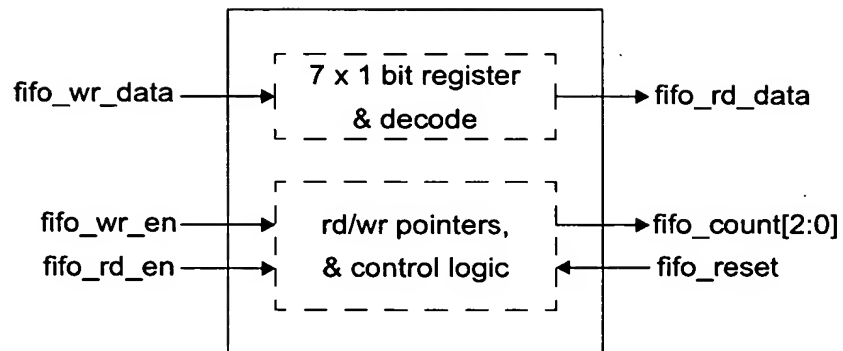 fifo_wr_data
7 x 1 bit register
& decode
fifo_rd_data
fifo_wr_en
fifo_rd_en
rd/wr pointers,
& control logic
fifo_count[2:0]
fifo_reset